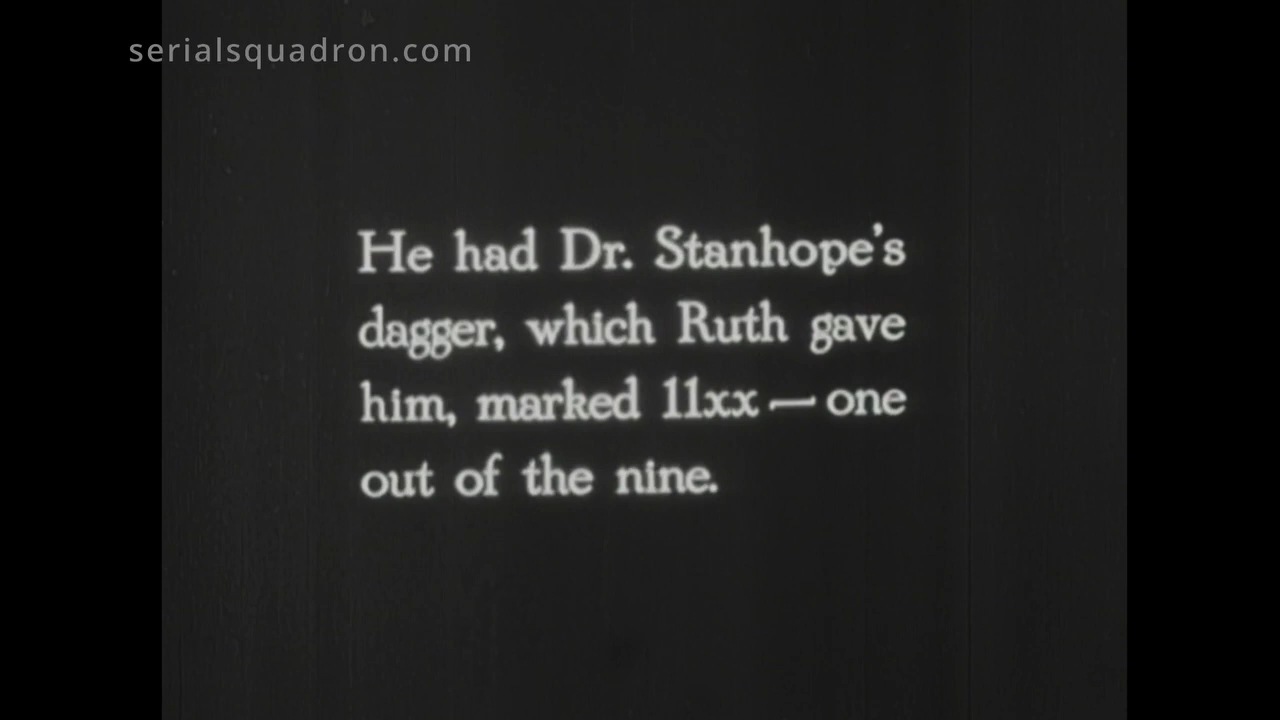 serialsquadron.com
He had Dr. Stanhope's
dagger, which Ruth gave
him, marked 11xx — one
out of the nine.